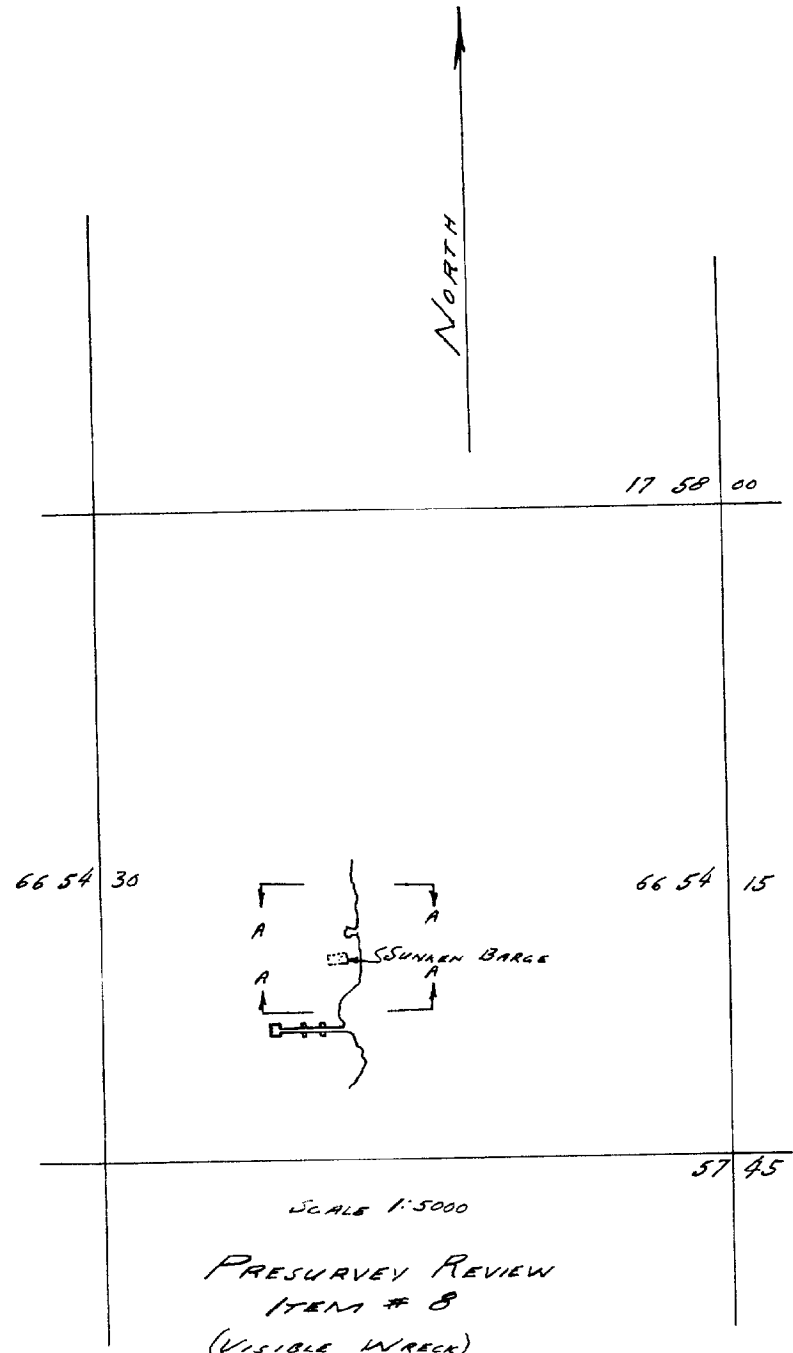 NORTH
17 58 00
66 54 30
66 54 15
A
A
SUNKEN BARGE
A
A
57 45
SCALE 1:5000
PRESURVEY REVIEW
ITEM # 8
(VISIBLE WRECK)